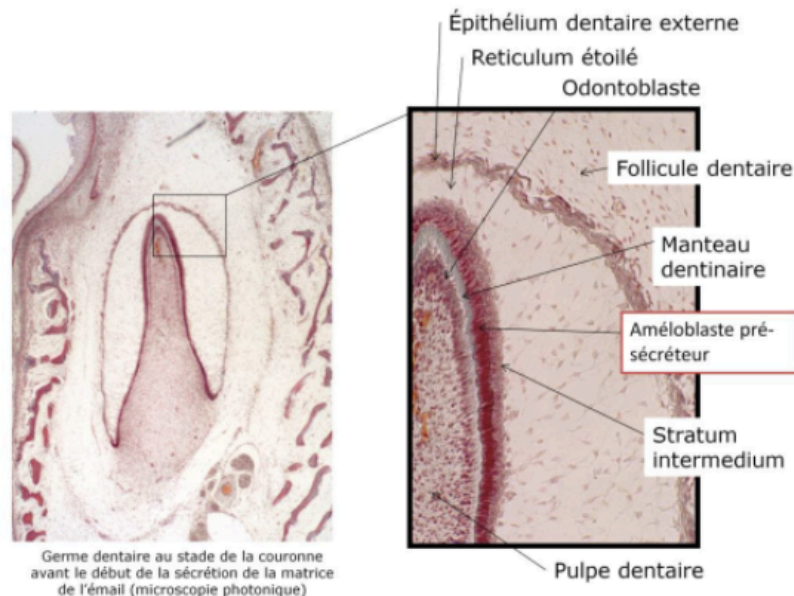 Épithélium dentaire externe
Reticulum étoilé
Odontoblaste
Follicule dentaire
Manteau
dentinaire
Améloblaste pré-
sécréteur
Stratum
intermedium
Pulpe dentaire
Germe dentaire au stade de la couronne
avant le début de la sécrétion de la matrice
de l'émail (microscopie photonique)